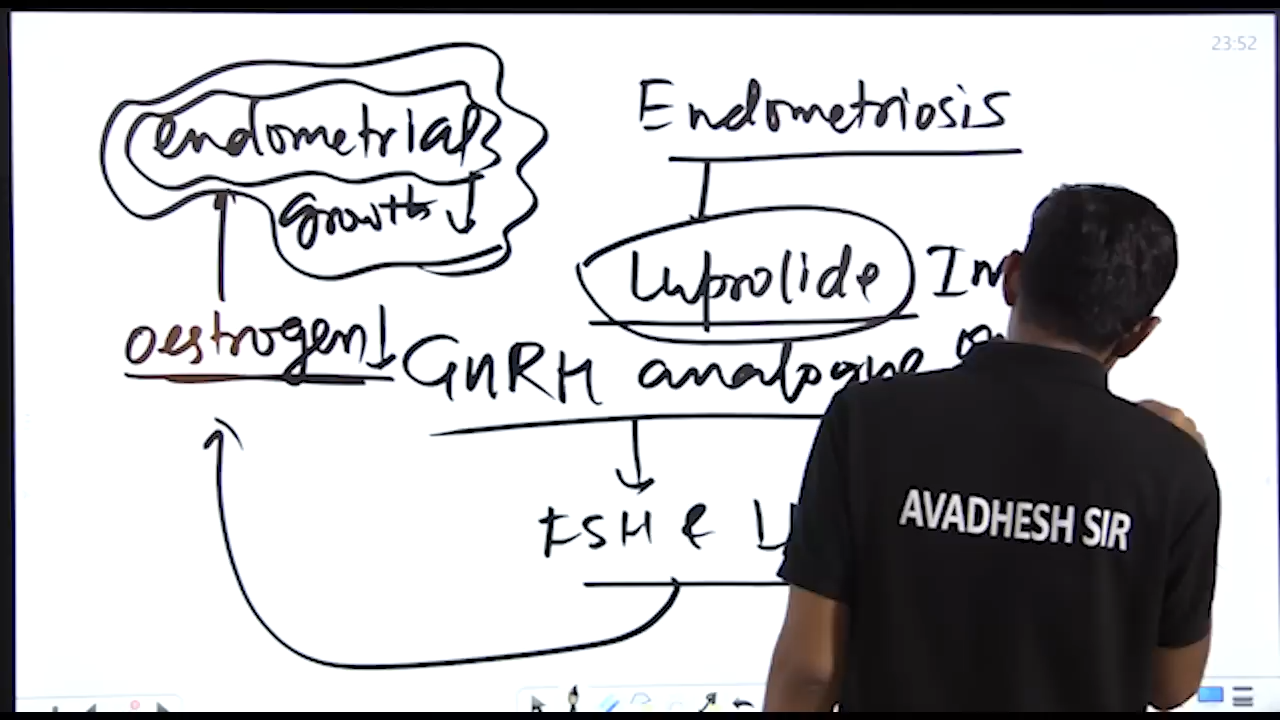 23:52
Endometriosis
endometrial
growth ↓
Luprolide
oestrogen ↓
GnRH analogue
FSH &
AVADHESH SIR